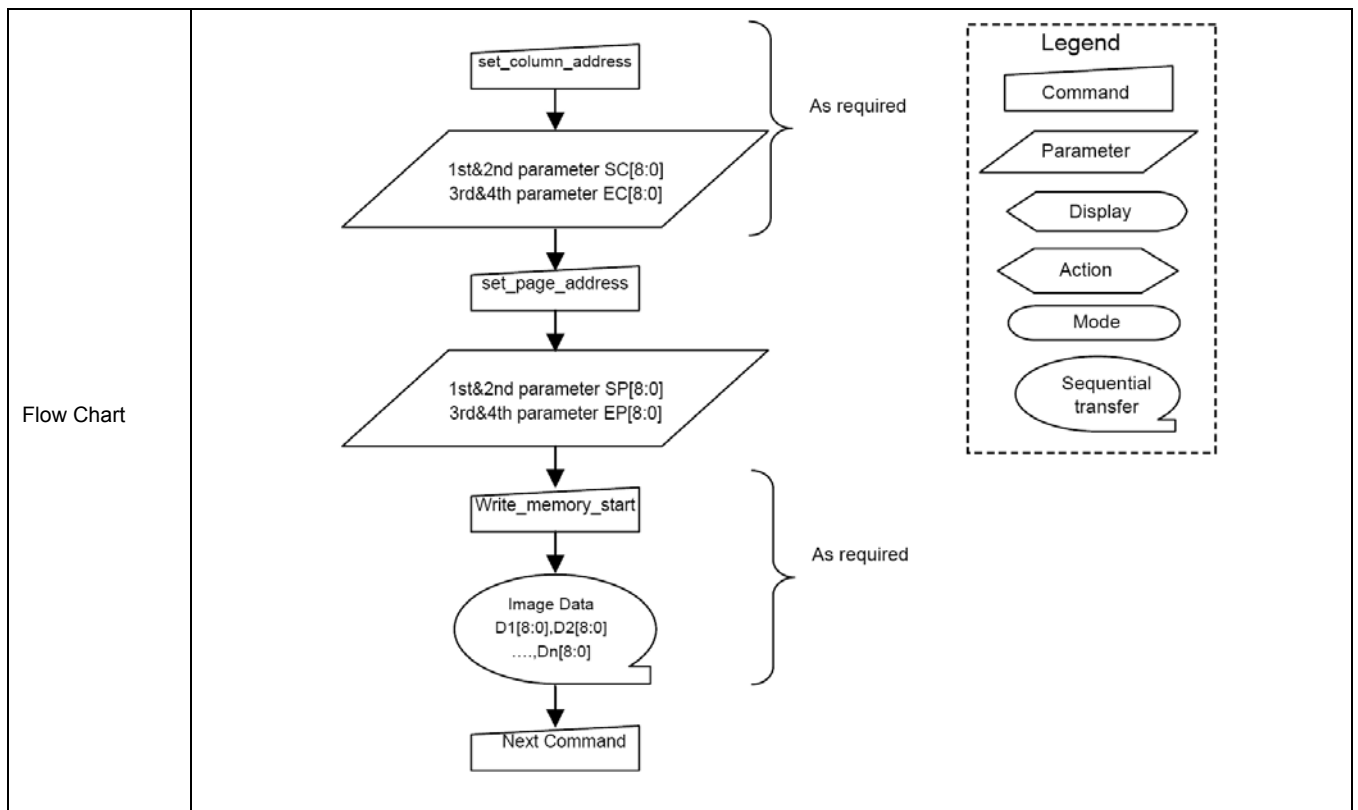 Flow Chart
set_column_address
1st&2nd parameter SC[8:0]
3rd&4th parameter EC[8:0]
As required
set_page_address
1st&2nd parameter SP[8:0]
3rd&4th parameter EP[8:0]
Write_memory_start
Image Data
D1[8:0],D2[8:0]
....,Dn[8:0]
As required
Next Command
Legend
Command
Parameter
Display
Action
Mode
Sequential
transfer